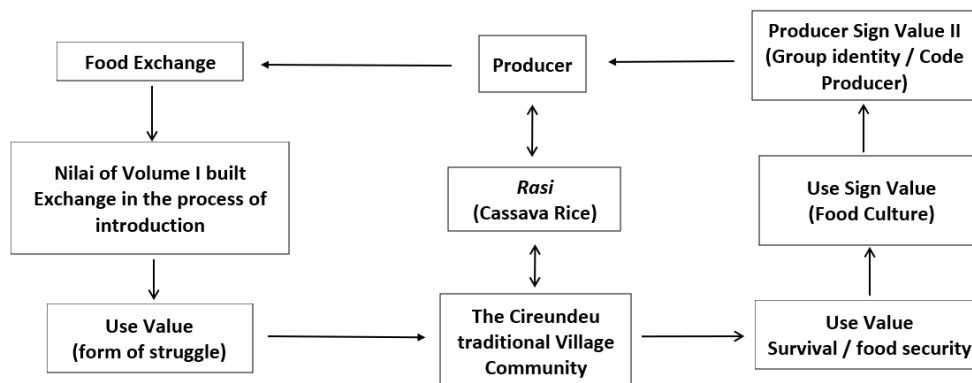 Food Exchange
Producer
Producer Sign Value II
(Group identity / Code
Producer)
Nilai of Volume I built
Exchange in the process of
introduction
Rasi
(Cassava Rice)
Use Sign Value
(Food Culture)
Use Value
(form of struggle)
The Cireundeu
traditional Village
Community
Use Value
Survival / food security